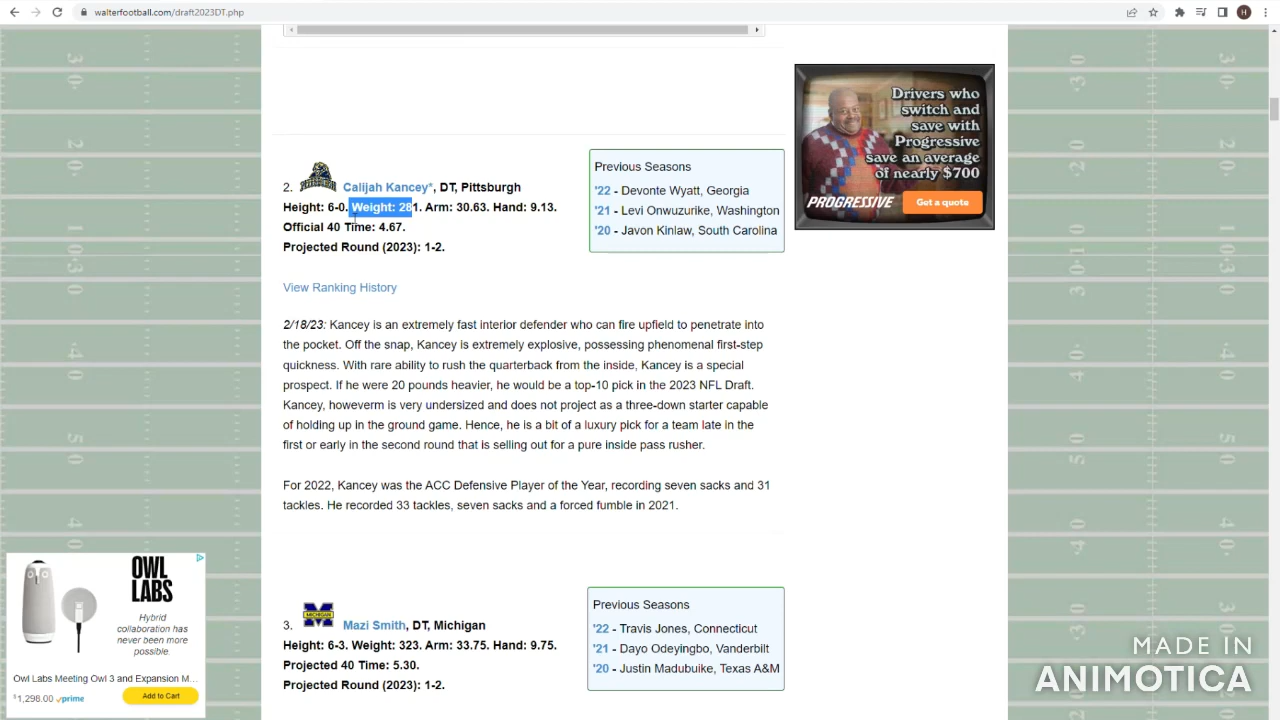 walterfootball.com/draft2023DT.php
H
Drivers who
switch and
save with
Progressive
save an average
of nearly $700
PROGRESSIVE
Get a quote
2. Calijah Kancey*, DT, Pittsburgh
Height: 6-0. Weight: 281. Arm: 30.63. Hand: 9.13.
Official 40 Time: 4.67.
Projected Round (2023): 1-2.
Previous Seasons
'22 - Devonte Wyatt, Georgia
'21 - Levi Onwuzurike, Washington
'20 - Javon Kinlaw, South Carolina
View Ranking History
2/18/23: Kancey is an extremely fast interior defender who can fire upfield to penetrate into
the pocket. Off the snap, Kancey is extremely explosive, possessing phenomenal first-step
quickness. With rare ability to rush the quarterback from the inside, Kancey is a special
prospect. If he were 20 pounds heavier, he would be a top-10 pick in the 2023 NFL Draft.
Kancey, howeverm is very undersized and does not project as a three-down starter capable
of holding up in the ground game. Hence, he is a bit of a luxury pick for a team late in the
first or early in the second round that is selling out for a pure inside pass rusher.
For 2022, Kancey was the ACC Defensive Player of the Year, recording seven sacks and 31
tackles. He recorded 33 tackles, seven sacks and a forced fumble in 2021.
OWL
LABS
Hybrid
collaboration has
never been more
possible.
Owl Labs Meeting Owl 3 and Expansion M...
$1,298.00 prime
Add to Cart
MICHIGAN
3. Mazi Smith, DT, Michigan
Height: 6-3. Weight: 323. Arm: 33.75. Hand: 9.75.
Projected 40 Time: 5.30.
Projected Round (2023): 1-2.
Previous Seasons
'22 - Travis Jones, Connecticut
'21 - Dayo Odeyingbo, Vanderbilt
'20 - Justin Madubuike, Texas A&M
MADE IN
ANIMOTICA